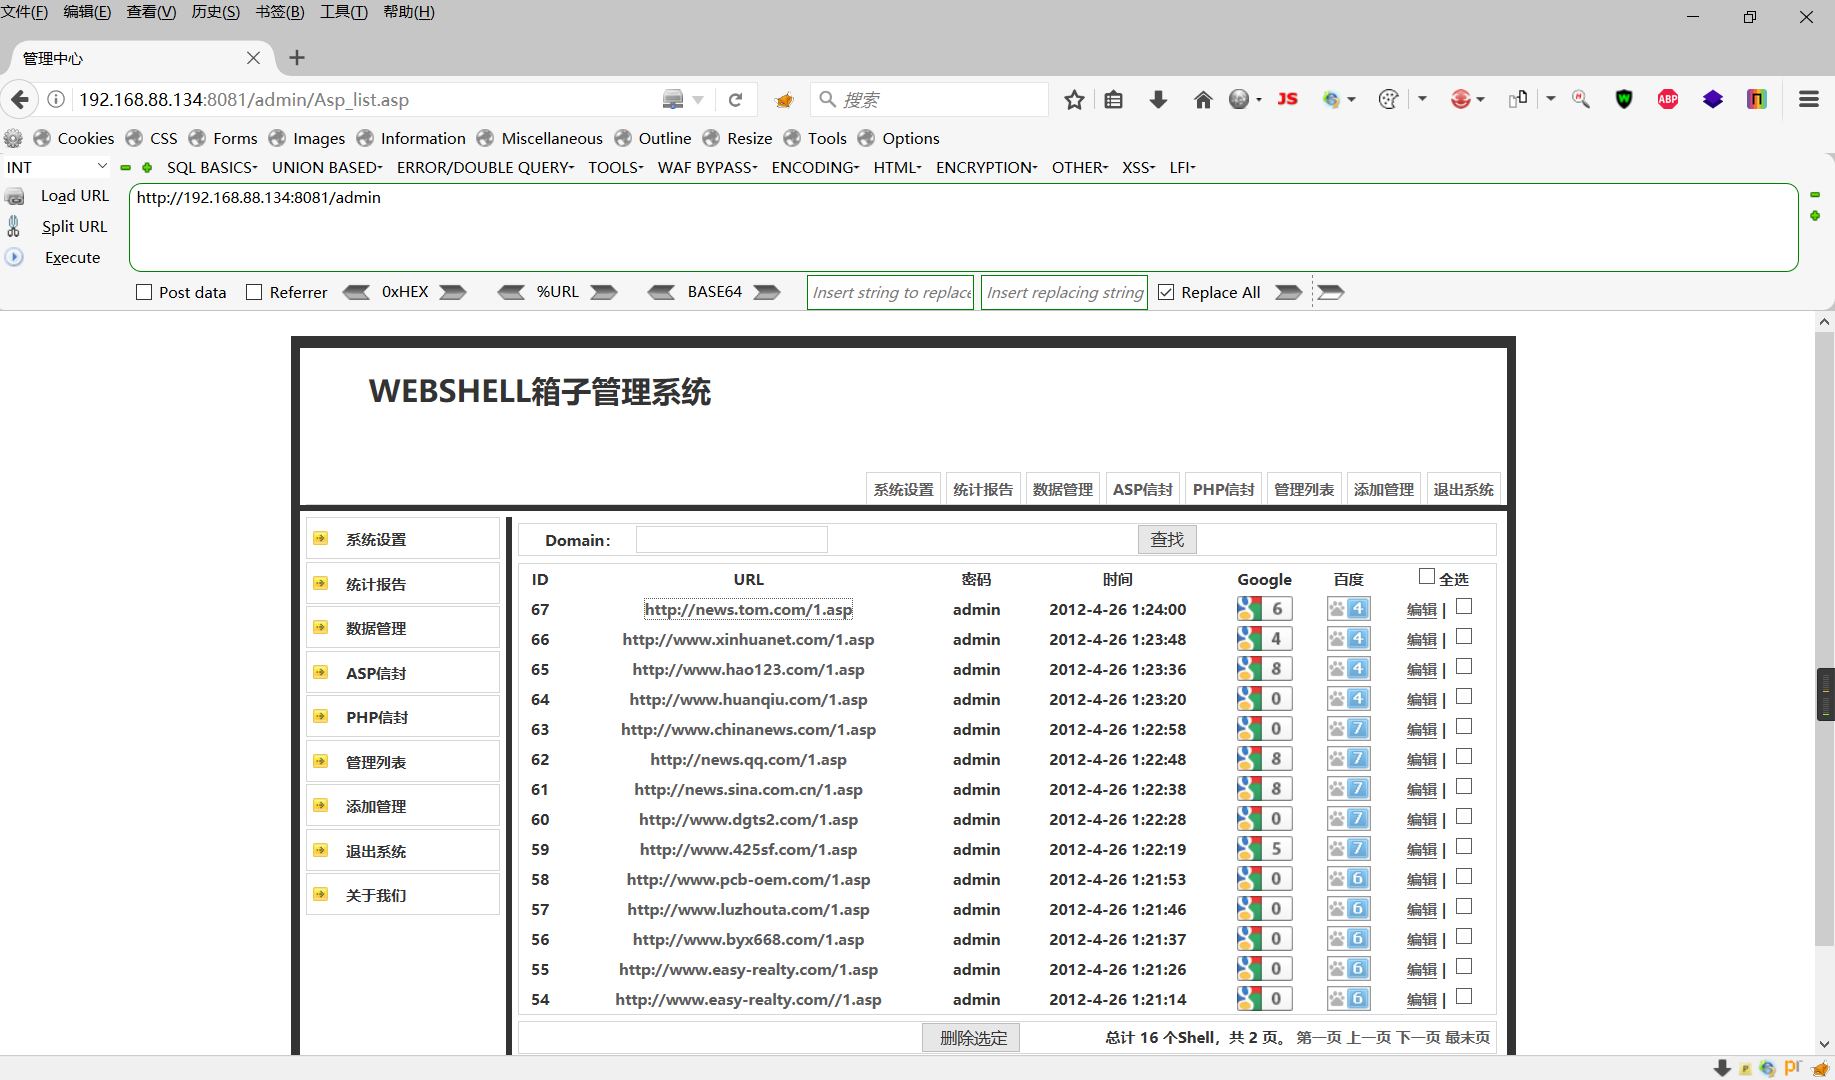 文件(F) 编辑(E) 查看(V) 历史(S) 书签(B) 工具(T) 帮助(H)
管理中心
192.168.88.134:8081/admin/Asp_list.asp
搜索
JS
ABP
Cookies CSS Forms Images Information Miscellaneous Outline Resize Tools Options
INT SQL BASICS UNION BASED ERROR/DOUBLE QUERY TOOLS WAF BYPASS ENCODING HTML ENCRYPTION OTHER XSS LFI
Load URL http://192.168.88.134:8081/admin
Split URL
Execute
Post data Referrer 0xHEX %URL BASE64 Insert string to replace Insert replacing string Replace All
WEBSHELL箱子管理系统
系统设置 统计报告 数据管理 ASP信封 PHP信封 管理列表 添加管理 退出系统
系统设置
统计报告
数据管理
ASP信封
PHP信封
管理列表
添加管理
退出系统
关于我们
Domain: 查找
ID URL 密码 时间 Google 百度 全选
67 http://news.tom.com/1.asp admin 2012-4-26 1:24:00 6 4 编辑 |
66 http://www.xinhuanet.com/1.asp admin 2012-4-26 1:23:48 4 4 编辑 |
65 http://www.hao123.com/1.asp admin 2012-4-26 1:23:36 8 4 编辑 |
64 http://www.huanqiu.com/1.asp admin 2012-4-26 1:23:20 0 4 编辑 |
63 http://www.chinanews.com/1.asp admin 2012-4-26 1:22:58 0 7 编辑 |
62 http://news.qq.com/1.asp admin 2012-4-26 1:22:48 8 7 编辑 |
61 http://news.sina.com.cn/1.asp admin 2012-4-26 1:22:38 8 7 编辑 |
60 http://www.dgts2.com/1.asp admin 2012-4-26 1:22:28 0 7 编辑 |
59 http://www.425sf.com/1.asp admin 2012-4-26 1:22:19 5 7 编辑 |
58 http://www.pcb-oem.com/1.asp admin 2012-4-26 1:21:53 0 6 编辑 |
57 http://www.luzhouta.com/1.asp admin 2012-4-26 1:21:46 0 6 编辑 |
56 http://www.byx668.com/1.asp admin 2012-4-26 1:21:37 0 6 编辑 |
55 http://www.easy-realty.com/1.asp admin 2012-4-26 1:21:26 0 6 编辑 |
54 http://www.easy-realty.com//1.asp admin 2012-4-26 1:21:14 0 6 编辑 |
删除选定 总计 16 个Shell，共 2 页。 第一页 上一页 下一页 最末页
pr